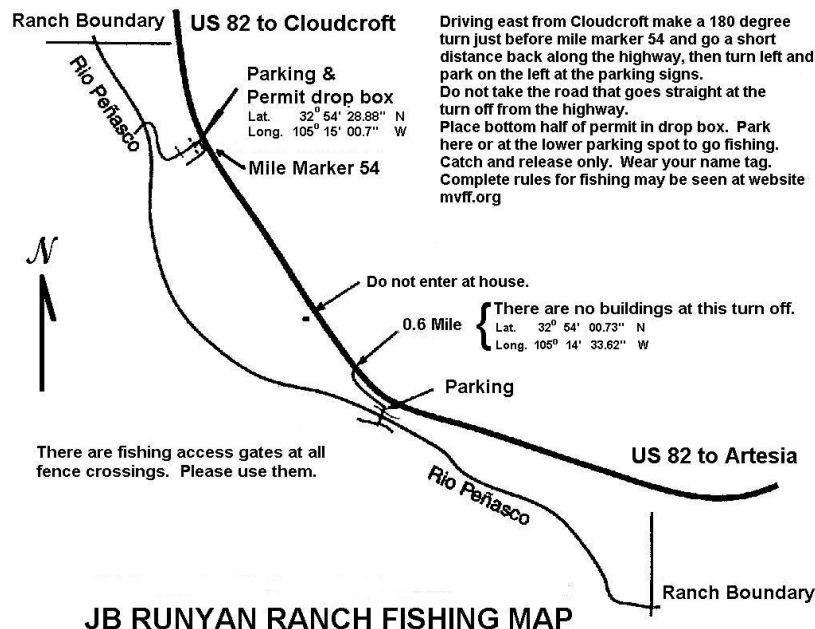 Ranch Boundary
US 82 to Cloudcroft
Driving east from Cloudcroft make a 180 degree
turn just before mile marker 54 and go a short
distance back along the highway, then turn left and
park on the left at the parking signs.
Do not take the road that goes straight at the
turn off from the highway.
Place bottom half of permit in drop box. Park
here or at the lower parking spot to go fishing.
Catch and release only. Wear your name tag.
Complete rules for fishing may be seen at website
mvff.org
Rio Peñasco
Parking &
Permit drop box
Lat. 32⁰ 54' 28.88" N
Long. 105⁰ 15' 00.7" W
Mile Marker 54
N
Do not enter at house.
0.6 Mile
There are no buildings at this turn off.
Lat. 32⁰ 54' 00.73" N
Long. 105⁰ 14' 33.62" W
Parking
There are fishing access gates at all
fence crossings. Please use them.
US 82 to Artesia
Rio Peñasco
Ranch Boundary
JB RUNYAN RANCH FISHING MAP